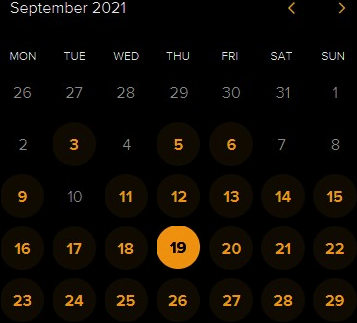 September 2021
MON TUE WED THU FRI SAT SUN
26 27 28 29 30 31 1
2 3 4 5 6 7 8
9 10 11 12 13 14 15
16 17 18 19 20 21 22
23 24 25 26 27 28 29